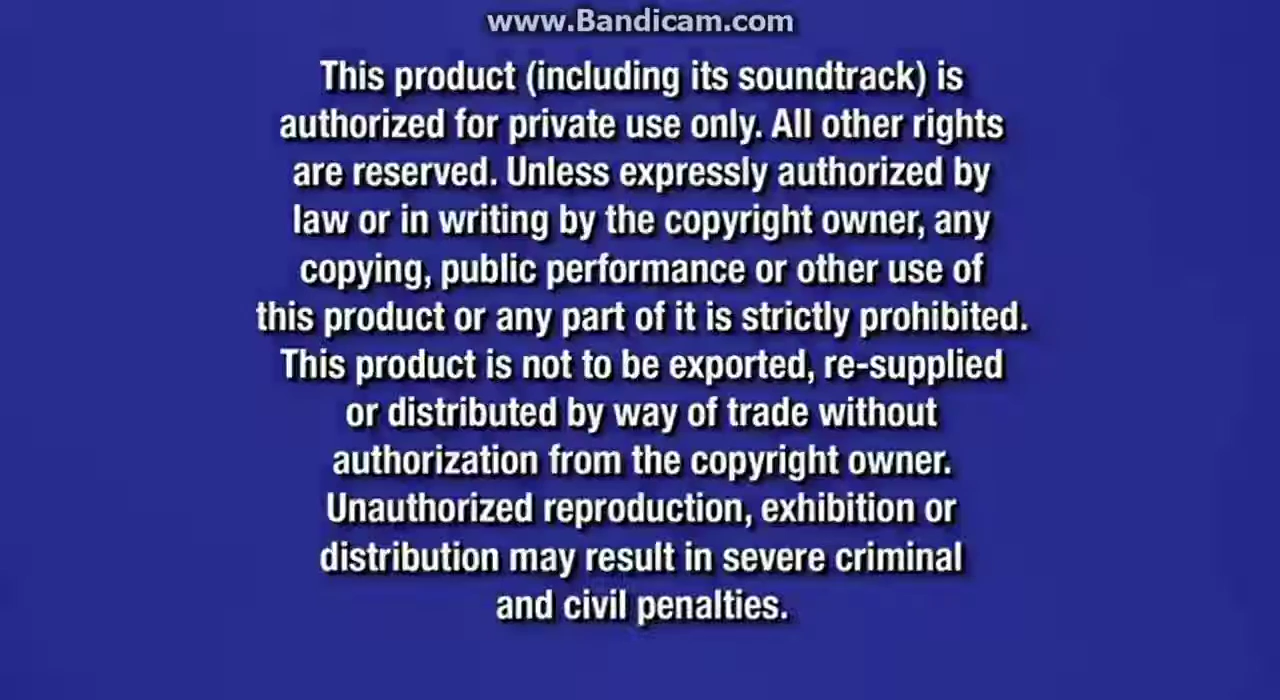 www.Bandicam.com
This product (including its soundtrack) is
authorized for private use only. All other rights
are reserved. Unless expressly authorized by
law or in writing by the copyright owner, any
copying, public performance or other use of
this product or any part of it is strictly prohibited.
This product is not to be exported, re-supplied
or distributed by way of trade without
authorization from the copyright owner.
Unauthorized reproduction, exhibition or
distribution may result in severe criminal
and civil penalties.